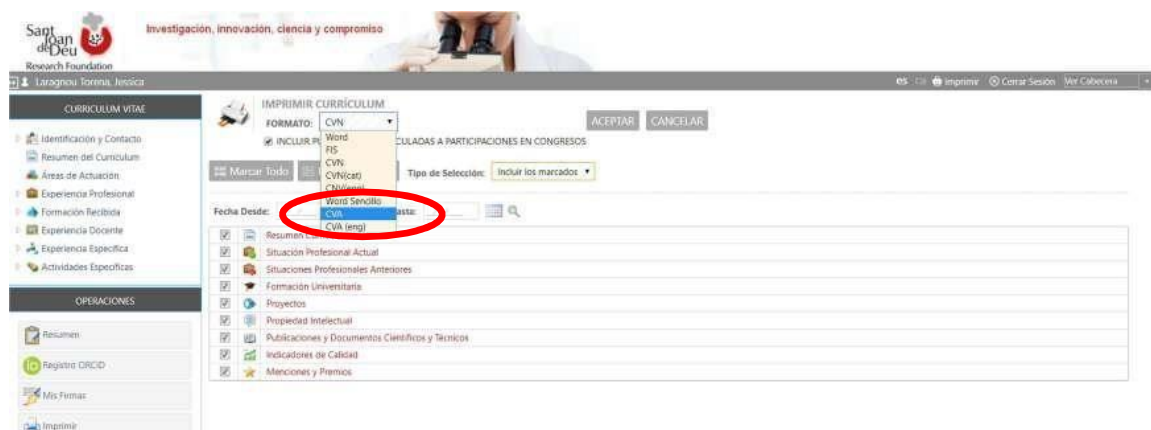 Sant
Joan
de Déu
Research Foundation
Investigación, innovación, ciencia y compromiso
Laragnou Torena, Jessica
es
Imprimir
Cerrar Sesión
Ver Cabecera
CURRICULUM VITAE
Identificación y Contacto
Resumen del Curriculum
Áreas de Actuación
Experiencia Profesional
Formación Recibida
Experiencia Docente
Experiencia Específica
Actividades Específicas
OPERACIONES
Resumen
Registro ORCID
Mis Firmas
Imprimir
IMPRIMIR CURRÍCULUM
FORMATO: CVN
ACEPTAR CANCELAR
INCLUIR
CULADAS A PARTICIPACIONES EN CONGRESOS
Word
FIS
CVN
CVN(cat)
CVN(eng)
Word Sencillo
CVA
CVA (eng)
Marcar Todo
Tipo de Selección: Incluir los marcados
Fecha Desde:
asta:
Resumen
Situación Profesional Actual
Situaciones Profesionales Anteriores
Formación Universitaria
Proyectos
Propiedad Intelectual
Publicaciones y Documentos Científicos y Técnicos
Indicadores de Calidad
Menciones y Premios